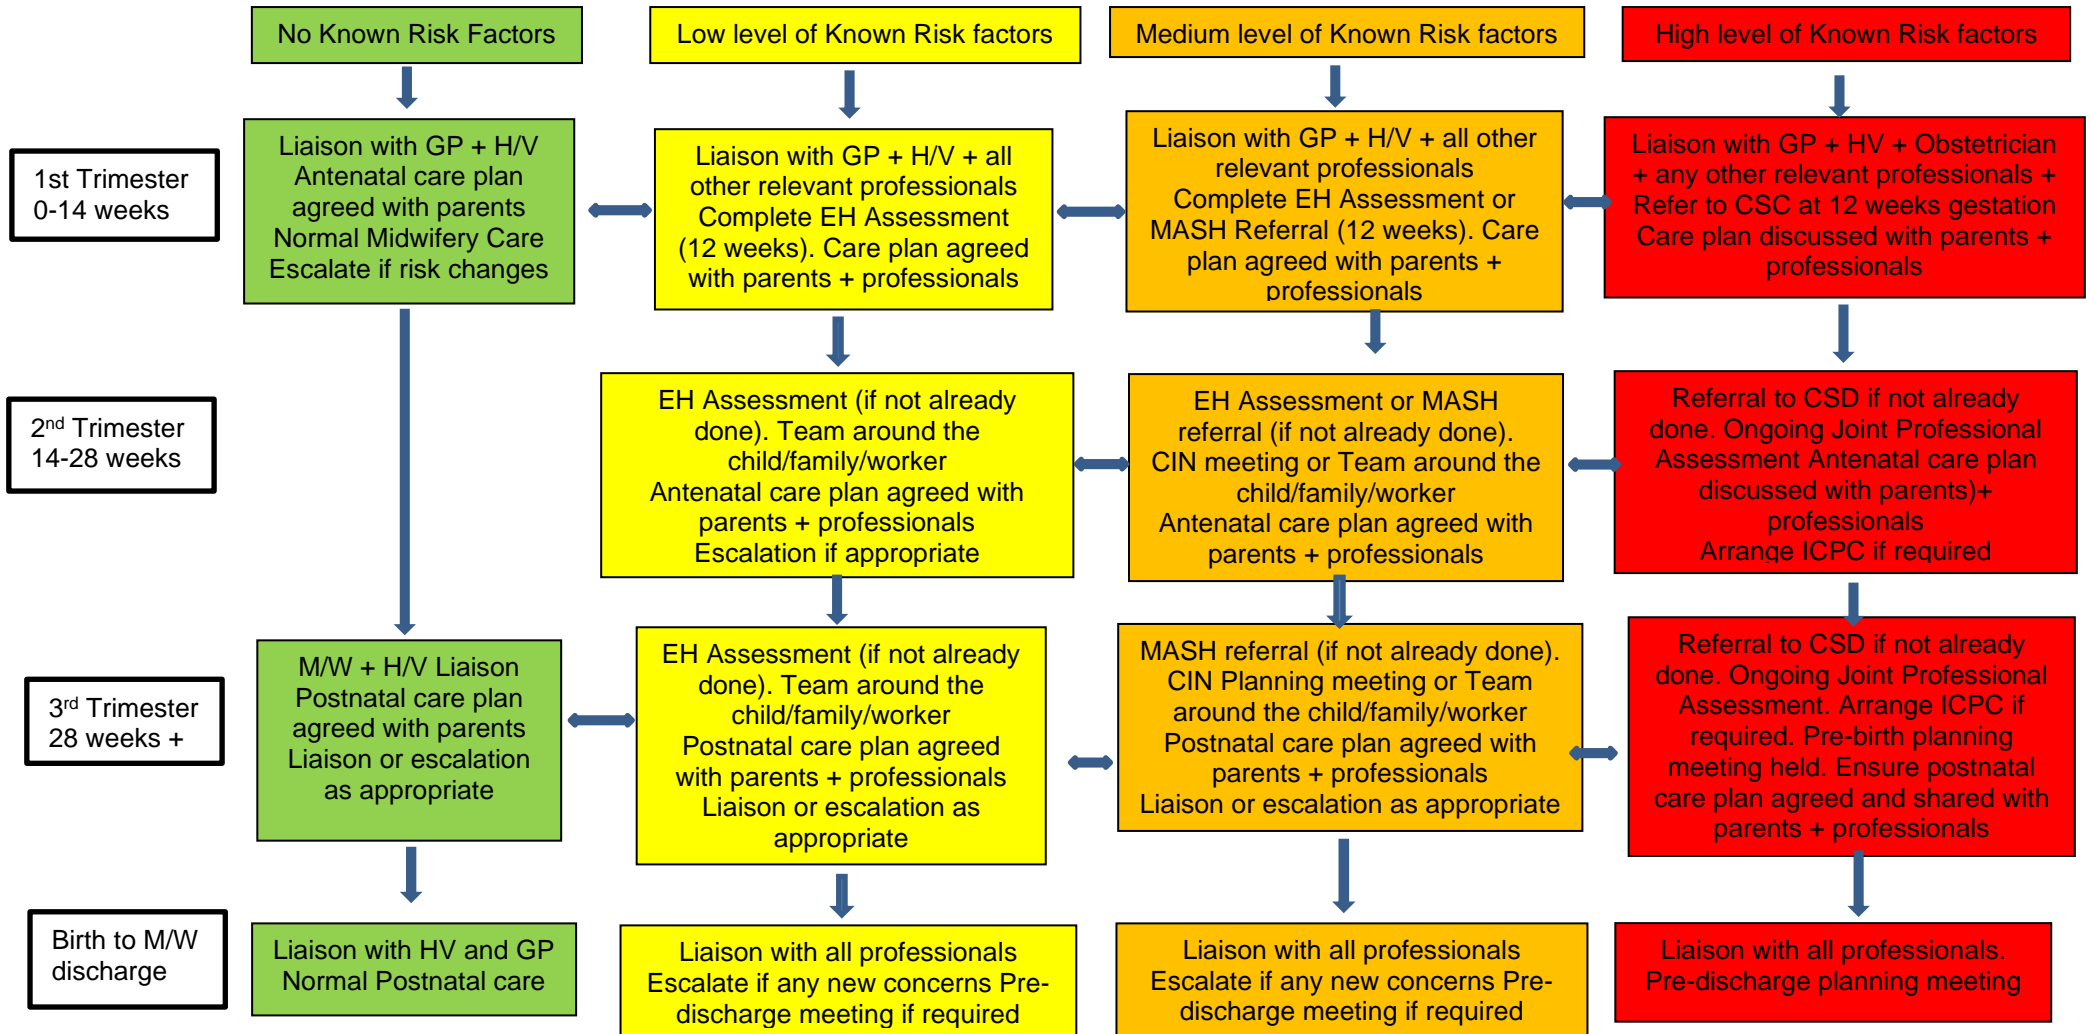 No Known Risk Factors
Low level of Known Risk factors
Medium level of Known Risk factors
High level of Known Risk factors
1st Trimester
0-14 weeks
Liaison with GP + H/V
Antenatal care plan
agreed with parents
Normal Midwifery Care
Escalate if risk changes
Liaison with GP + H/V + all
other relevant professionals
Complete EH Assessment
(12 weeks). Care plan agreed
with parents + professionals
Liaison with GP + H/V + all other
relevant professionals
Complete EH Assessment or
MASH Referral (12 weeks). Care
plan agreed with parents +
professionals
Liaison with GP + HV + Obstetrician
+ any other relevant professionals +
Refer to CSC at 12 weeks gestation
Care plan discussed with parents +
professionals
2nd Trimester
14-28 weeks
EH Assessment (if not already
done). Team around the
child/family/worker
Antenatal care plan agreed with
parents + professionals
Escalation if appropriate
EH Assessment or MASH
referral (if not already done).
CIN meeting or Team around the
child/family/worker
Antenatal care plan agreed with
parents + professionals
Referral to CSD if not already
done. Ongoing Joint Professional
Assessment Antenatal care plan
discussed with parents)+
professionals
Arrange ICPC if required
3rd Trimester
28 weeks +
M/W + H/V Liaison
Postnatal care plan
agreed with parents
Liaison or escalation
as appropriate
EH Assessment (if not already
done). Team around the
child/family/worker
Postnatal care plan agreed
with parents + professionals
Liaison or escalation as
appropriate
MASH referral (if not already done).
CIN Planning meeting or Team
around the child/family/worker
Postnatal care plan agreed with
parents + professionals
Liaison or escalation as appropriate
Referral to CSD if not already
done. Ongoing Joint Professional
Assessment. Arrange ICPC if
required. Pre-birth planning
meeting held. Ensure postnatal
care plan agreed and shared with
parents + professionals
Birth to M/W
discharge
Liaison with HV and GP
Normal Postnatal care
Liaison with all professionals
Escalate if any new concerns Pre-
discharge meeting if required
Liaison with all professionals
Escalate if any new concerns Pre-
discharge meeting if required
Liaison with all professionals.
Pre-discharge planning meeting